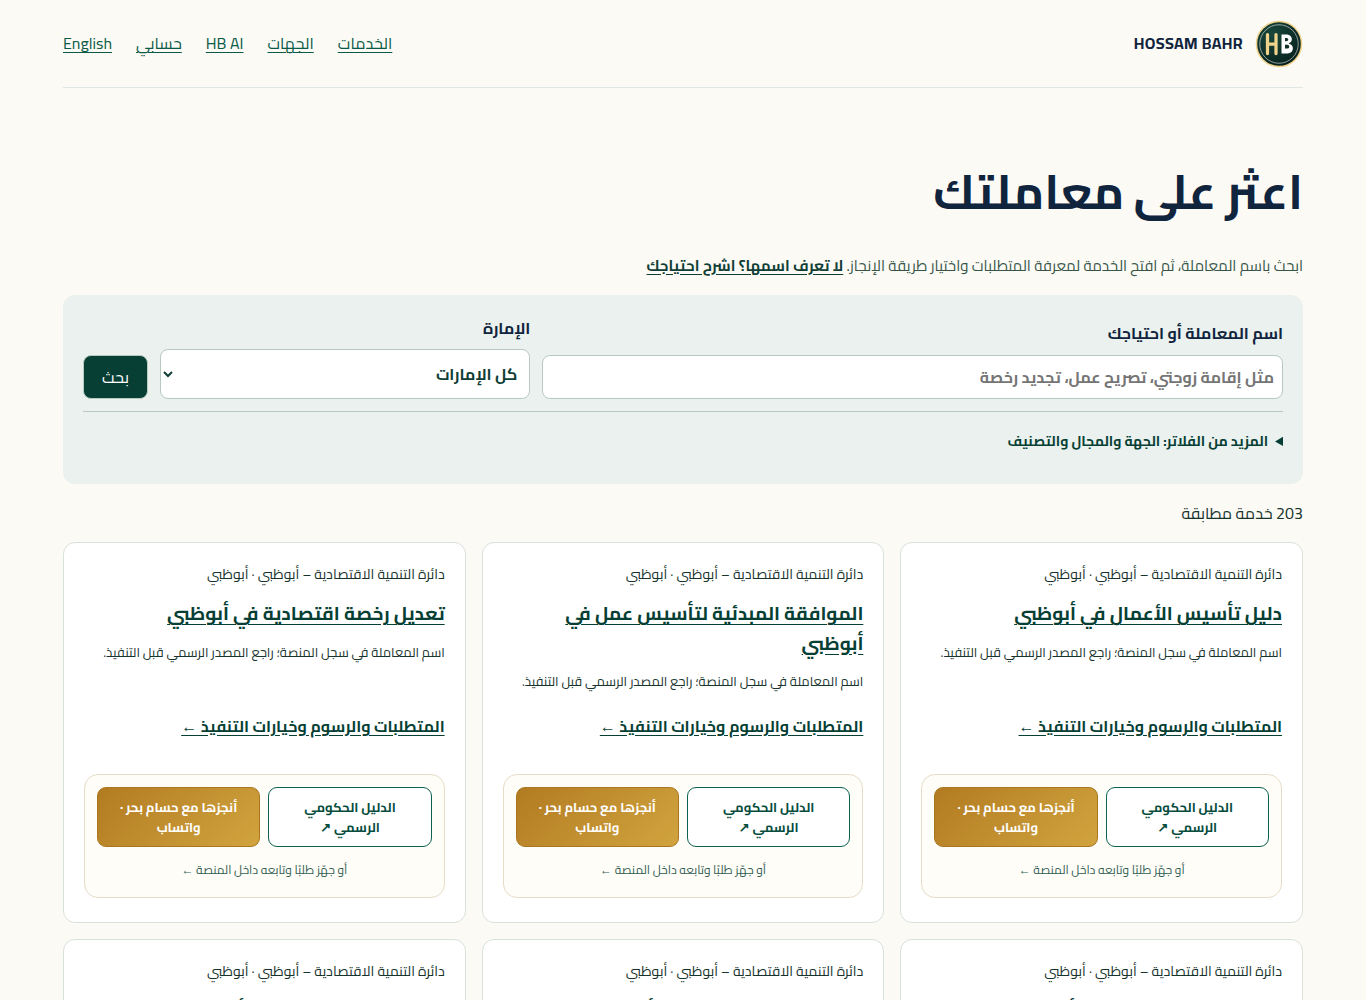 HB
HOSSAM BAHR
الخدمات
الجهات
HB AI
حسابي
English
اعثر على معاملتك
ابحث باسم المعاملة، ثم افتح الخدمة لمعرفة المتطلبات واختيار طريقة الإنجاز. لا تعرف اسمها؟ اشرح احتياجك
اسم المعاملة أو احتياجك
الإمارة
مثل إقامة زوجتي، تصريح عمل، تجديد رخصة
كل الإمارات
بحث
المزيد من الفلاتر: الجهة والمجال والتصنيف
203 خدمة مطابقة
دائرة التنمية الاقتصادية – أبوظبي · أبوظبي
دليل تأسيس الأعمال في أبوظبي
اسم المعاملة في سجل المنصة؛ راجع المصدر الرسمي قبل التنفيذ.
المتطلبات والرسوم وخيارات التنفيذ ←
الدليل الحكومي
الرسمي ↗
أنجزها مع حسام بحر ·
واتساب
أو جهّز طلبًا وتابعه داخل المنصة ←
دائرة التنمية الاقتصادية – أبوظبي · أبوظبي
الموافقة المبدئية لتأسيس عمل في
أبوظبي
اسم المعاملة في سجل المنصة؛ راجع المصدر الرسمي قبل التنفيذ.
المتطلبات والرسوم وخيارات التنفيذ ←
الدليل الحكومي
الرسمي ↗
أنجزها مع حسام بحر ·
واتساب
أو جهّز طلبًا وتابعه داخل المنصة ←
دائرة التنمية الاقتصادية – أبوظبي · أبوظبي
تعديل رخصة اقتصادية في أبوظبي
اسم المعاملة في سجل المنصة؛ راجع المصدر الرسمي قبل التنفيذ.
المتطلبات والرسوم وخيارات التنفيذ ←
الدليل الحكومي
الرسمي ↗
أنجزها مع حسام بحر ·
واتساب
أو جهّز طلبًا وتابعه داخل المنصة ←
دائرة التنمية الاقتصادية – أبوظبي · أبوظبي
دائرة التنمية الاقتصادية – أبوظبي · أبوظبي
دائرة التنمية الاقتصادية – أبوظبي · أبوظبي